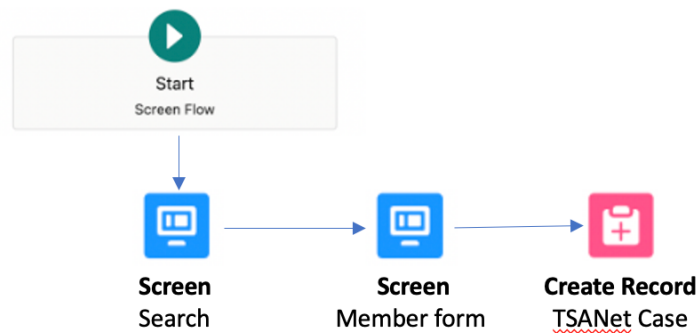 Start
Screen Flow
Screen
Search
Screen
Member form
Create Record
TSANet Case